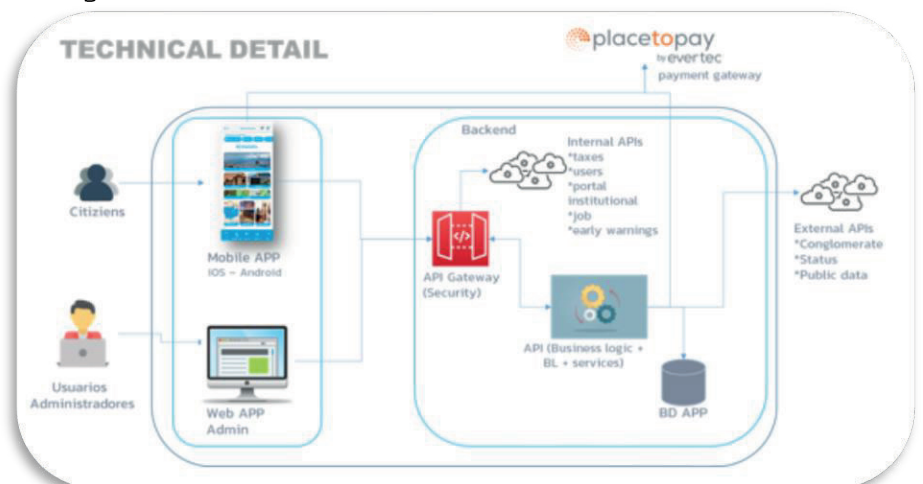 TECHNICAL DETAIL
placetopay
by evertec
payment gateway
Backend
Internal APIs
*taxes
*users
*portal
institutional
*job
*early warnings
Citiziens
Mobile APP
IOS – Android
API Gateway
(Security)
External APIs
*Conglomerate
*Status
*Public data
API (Business logic +
BL + services)
Usuarios
Administradores
Web APP
Admin
BD APP